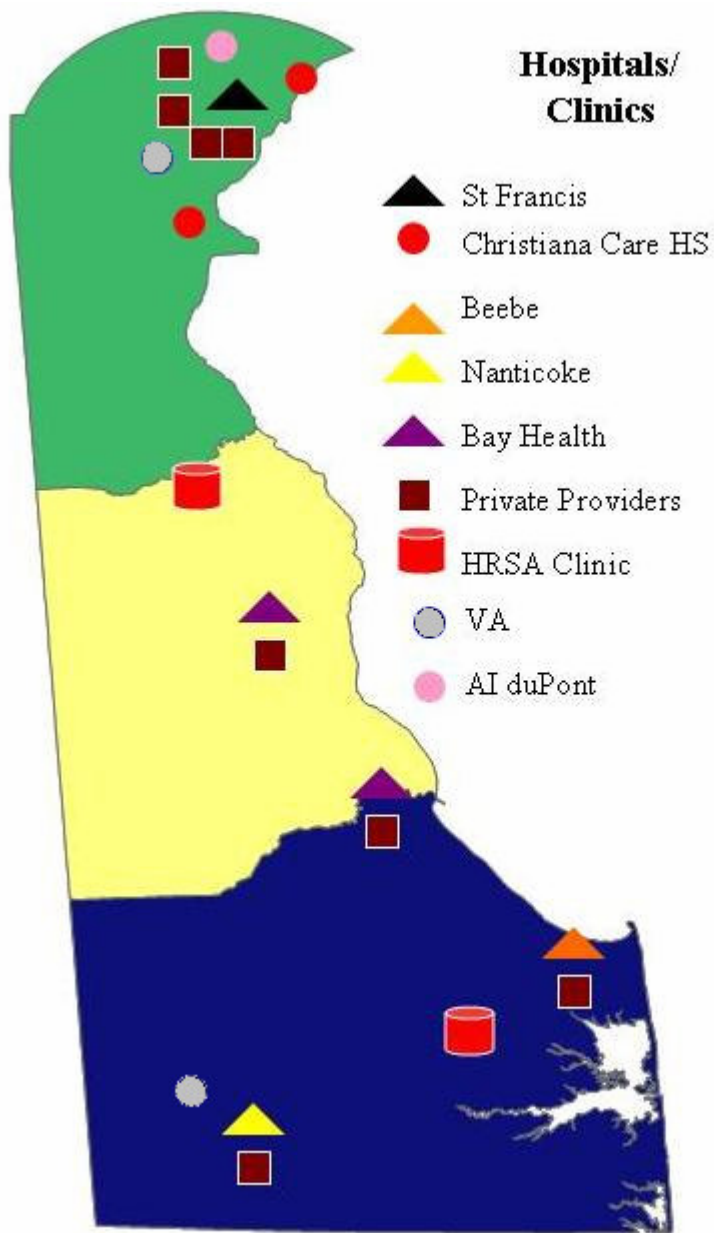 Hospitals/
Clinics
St Francis
Christiana Care HS
Beebe
Nanticoke
Bay Health
Private Providers
HRSA Clinic
VA
AI duPont